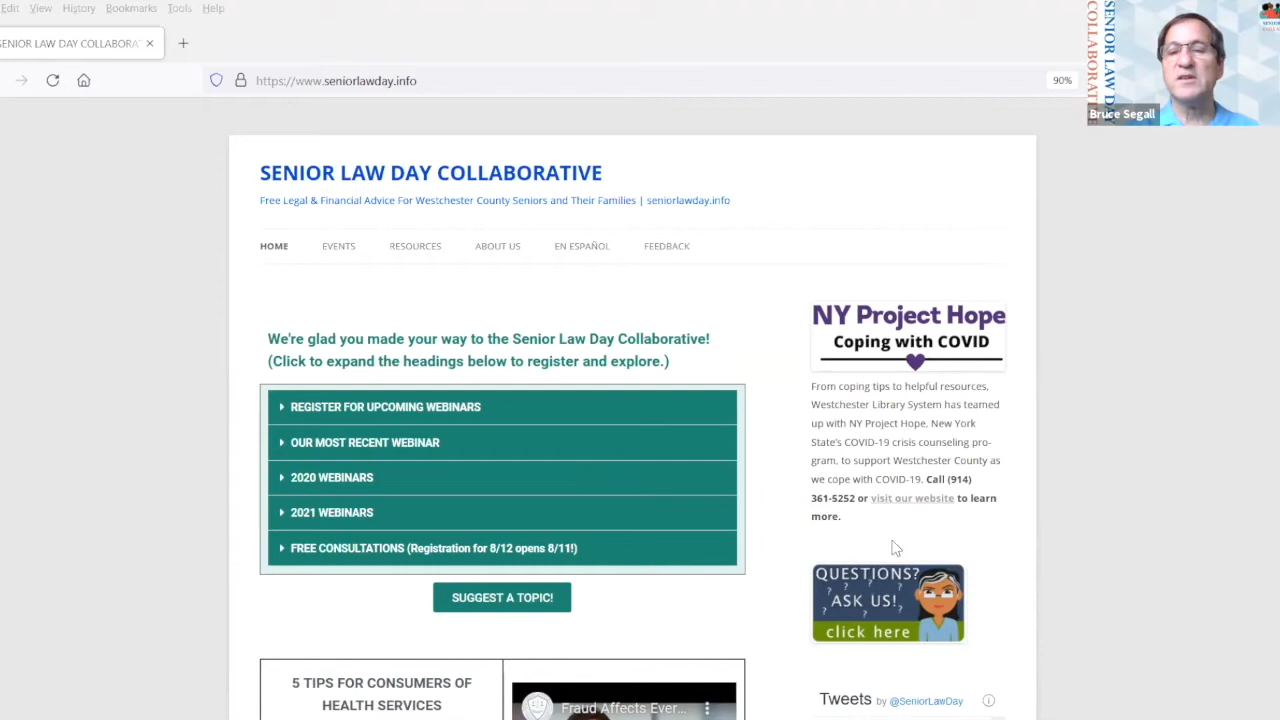 Edit View History Bookmarks Tools Help
SENIOR LAW DAY COLLABORAT
https://www.seniorlawday.info
90%
SENIOR LAW DAY
COLLABORATIVE
Bruce Segall
SENIOR LAW DAY COLLABORATIVE
Free Legal & Financial Advice For Westchester County Seniors and Their Families | seniorlawday.info
HOME EVENTS RESOURCES ABOUT US EN ESPAÑOL FEEDBACK
We're glad you made your way to the Senior Law Day Collaborative!
(Click to expand the headings below to register and explore.)
REGISTER FOR UPCOMING WEBINARS
OUR MOST RECENT WEBINAR
2020 WEBINARS
2021 WEBINARS
FREE CONSULTATIONS (Registration for 8/12 opens 8/11!)
SUGGEST A TOPIC!
5 TIPS FOR CONSUMERS OF
HEALTH SERVICES
Fraud Affects Ever...
NY Project Hope
Coping with COVID
From coping tips to helpful resources,
Westchester Library System has teamed
up with NY Project Hope, New York
State's COVID-19 crisis counseling pro-
gram, to support Westchester County as
we cope with COVID-19. Call (914)
361-5252 or visit our website to learn
more.
QUESTIONS?
ASK US!
click here
Tweets by @SeniorLawDay